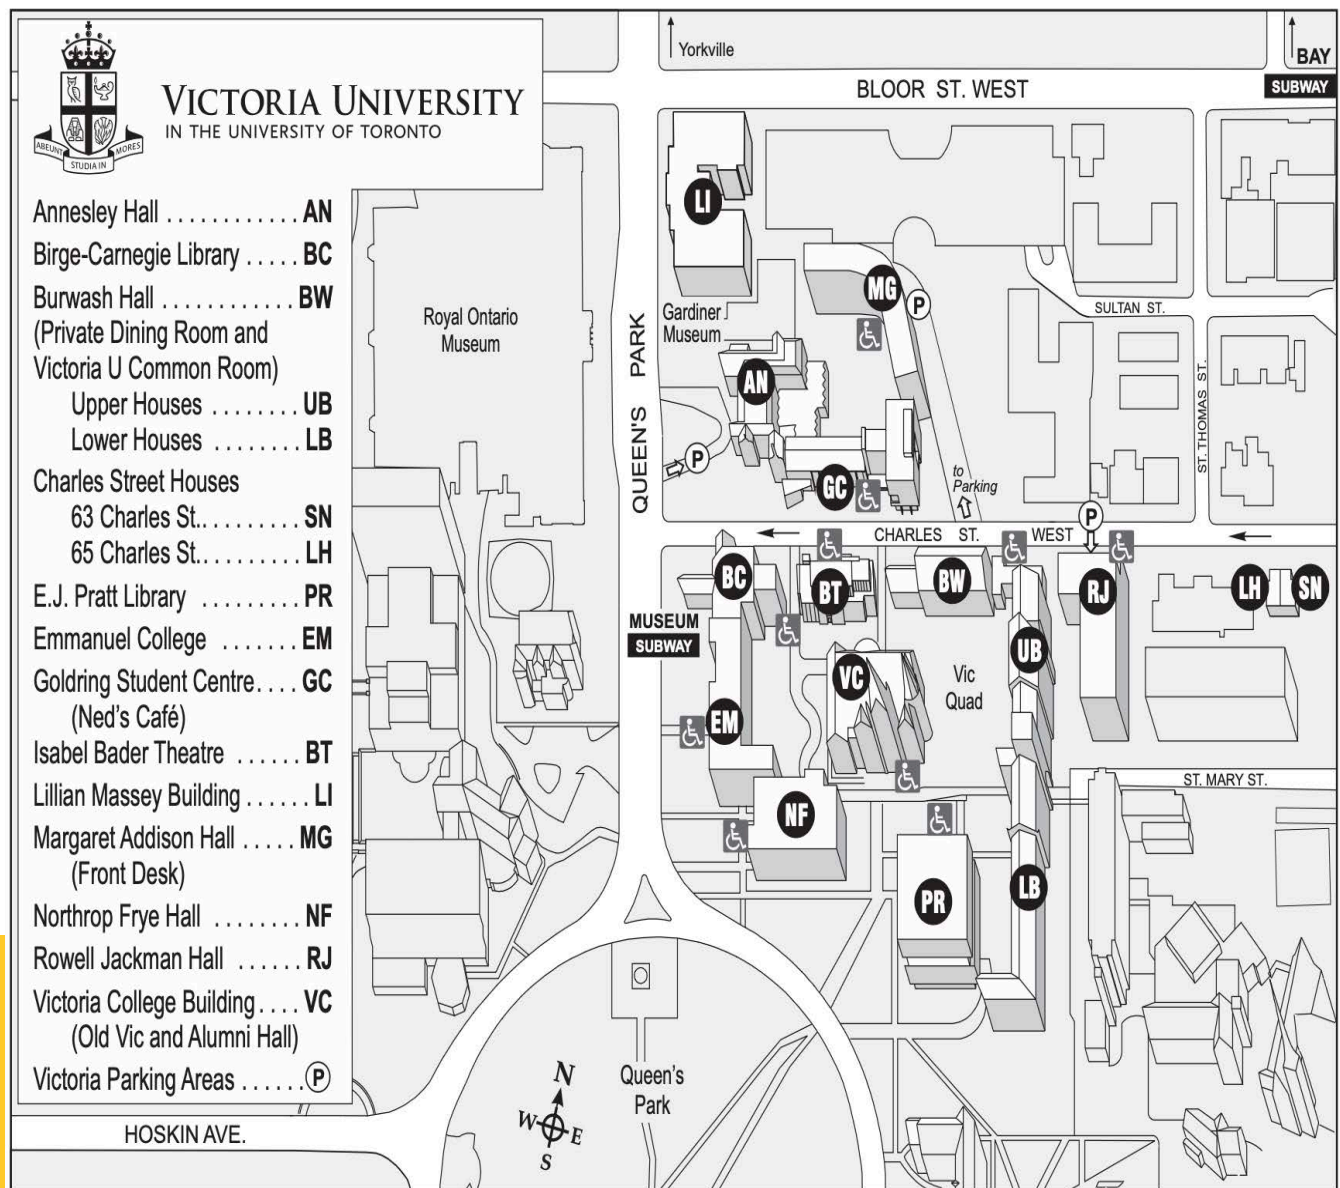 VICTORIA UNIVERSITY
IN THE UNIVERSITY OF TORONTO
ABEUNT
STUDIA IN
MORES
Annesley Hall . . . . . . . . . . . . AN
Birge-Carnegie Library . . . . . BC
Burwash Hall . . . . . . . . . . . . BW
(Private Dining Room and
Victoria U Common Room)
Upper Houses . . . . . . . . UB
Lower Houses . . . . . . . . LB
Charles Street Houses
63 Charles St.. . . . . . . . . SN
65 Charles St.. . . . . . . . . LH
E.J. Pratt Library . . . . . . . . . PR
Emmanuel College . . . . . . . EM
Goldring Student Centre. . . . GC
(Ned's Café)
Isabel Bader Theatre . . . . . . BT
Lillian Massey Building . . . . . . LI
Margaret Addison Hall . . . . . MG
(Front Desk)
Northrop Frye Hall . . . . . . . . NF
Rowell Jackman Hall . . . . . . RJ
Victoria College Building . . . . VC
(Old Vic and Alumni Hall)
Victoria Parking Areas . . . . . . P
Yorkville
BAY
SUBWAY
BLOOR ST. WEST
LI
MG
P
Gardiner
Museum
Royal Ontario
Museum
QUEEN'S PARK
SULTAN ST.
ST. THOMAS ST.
AN
P
GC
to
Parking
P
CHARLES ST. WEST
BC
BT
BW
RJ
LH
SN
MUSEUM
SUBWAY
UB
VC
Vic
Quad
EM
ST. MARY ST.
NF
PR
LB
Queen's
Park
N
W
E
S
HOSKIN AVE.